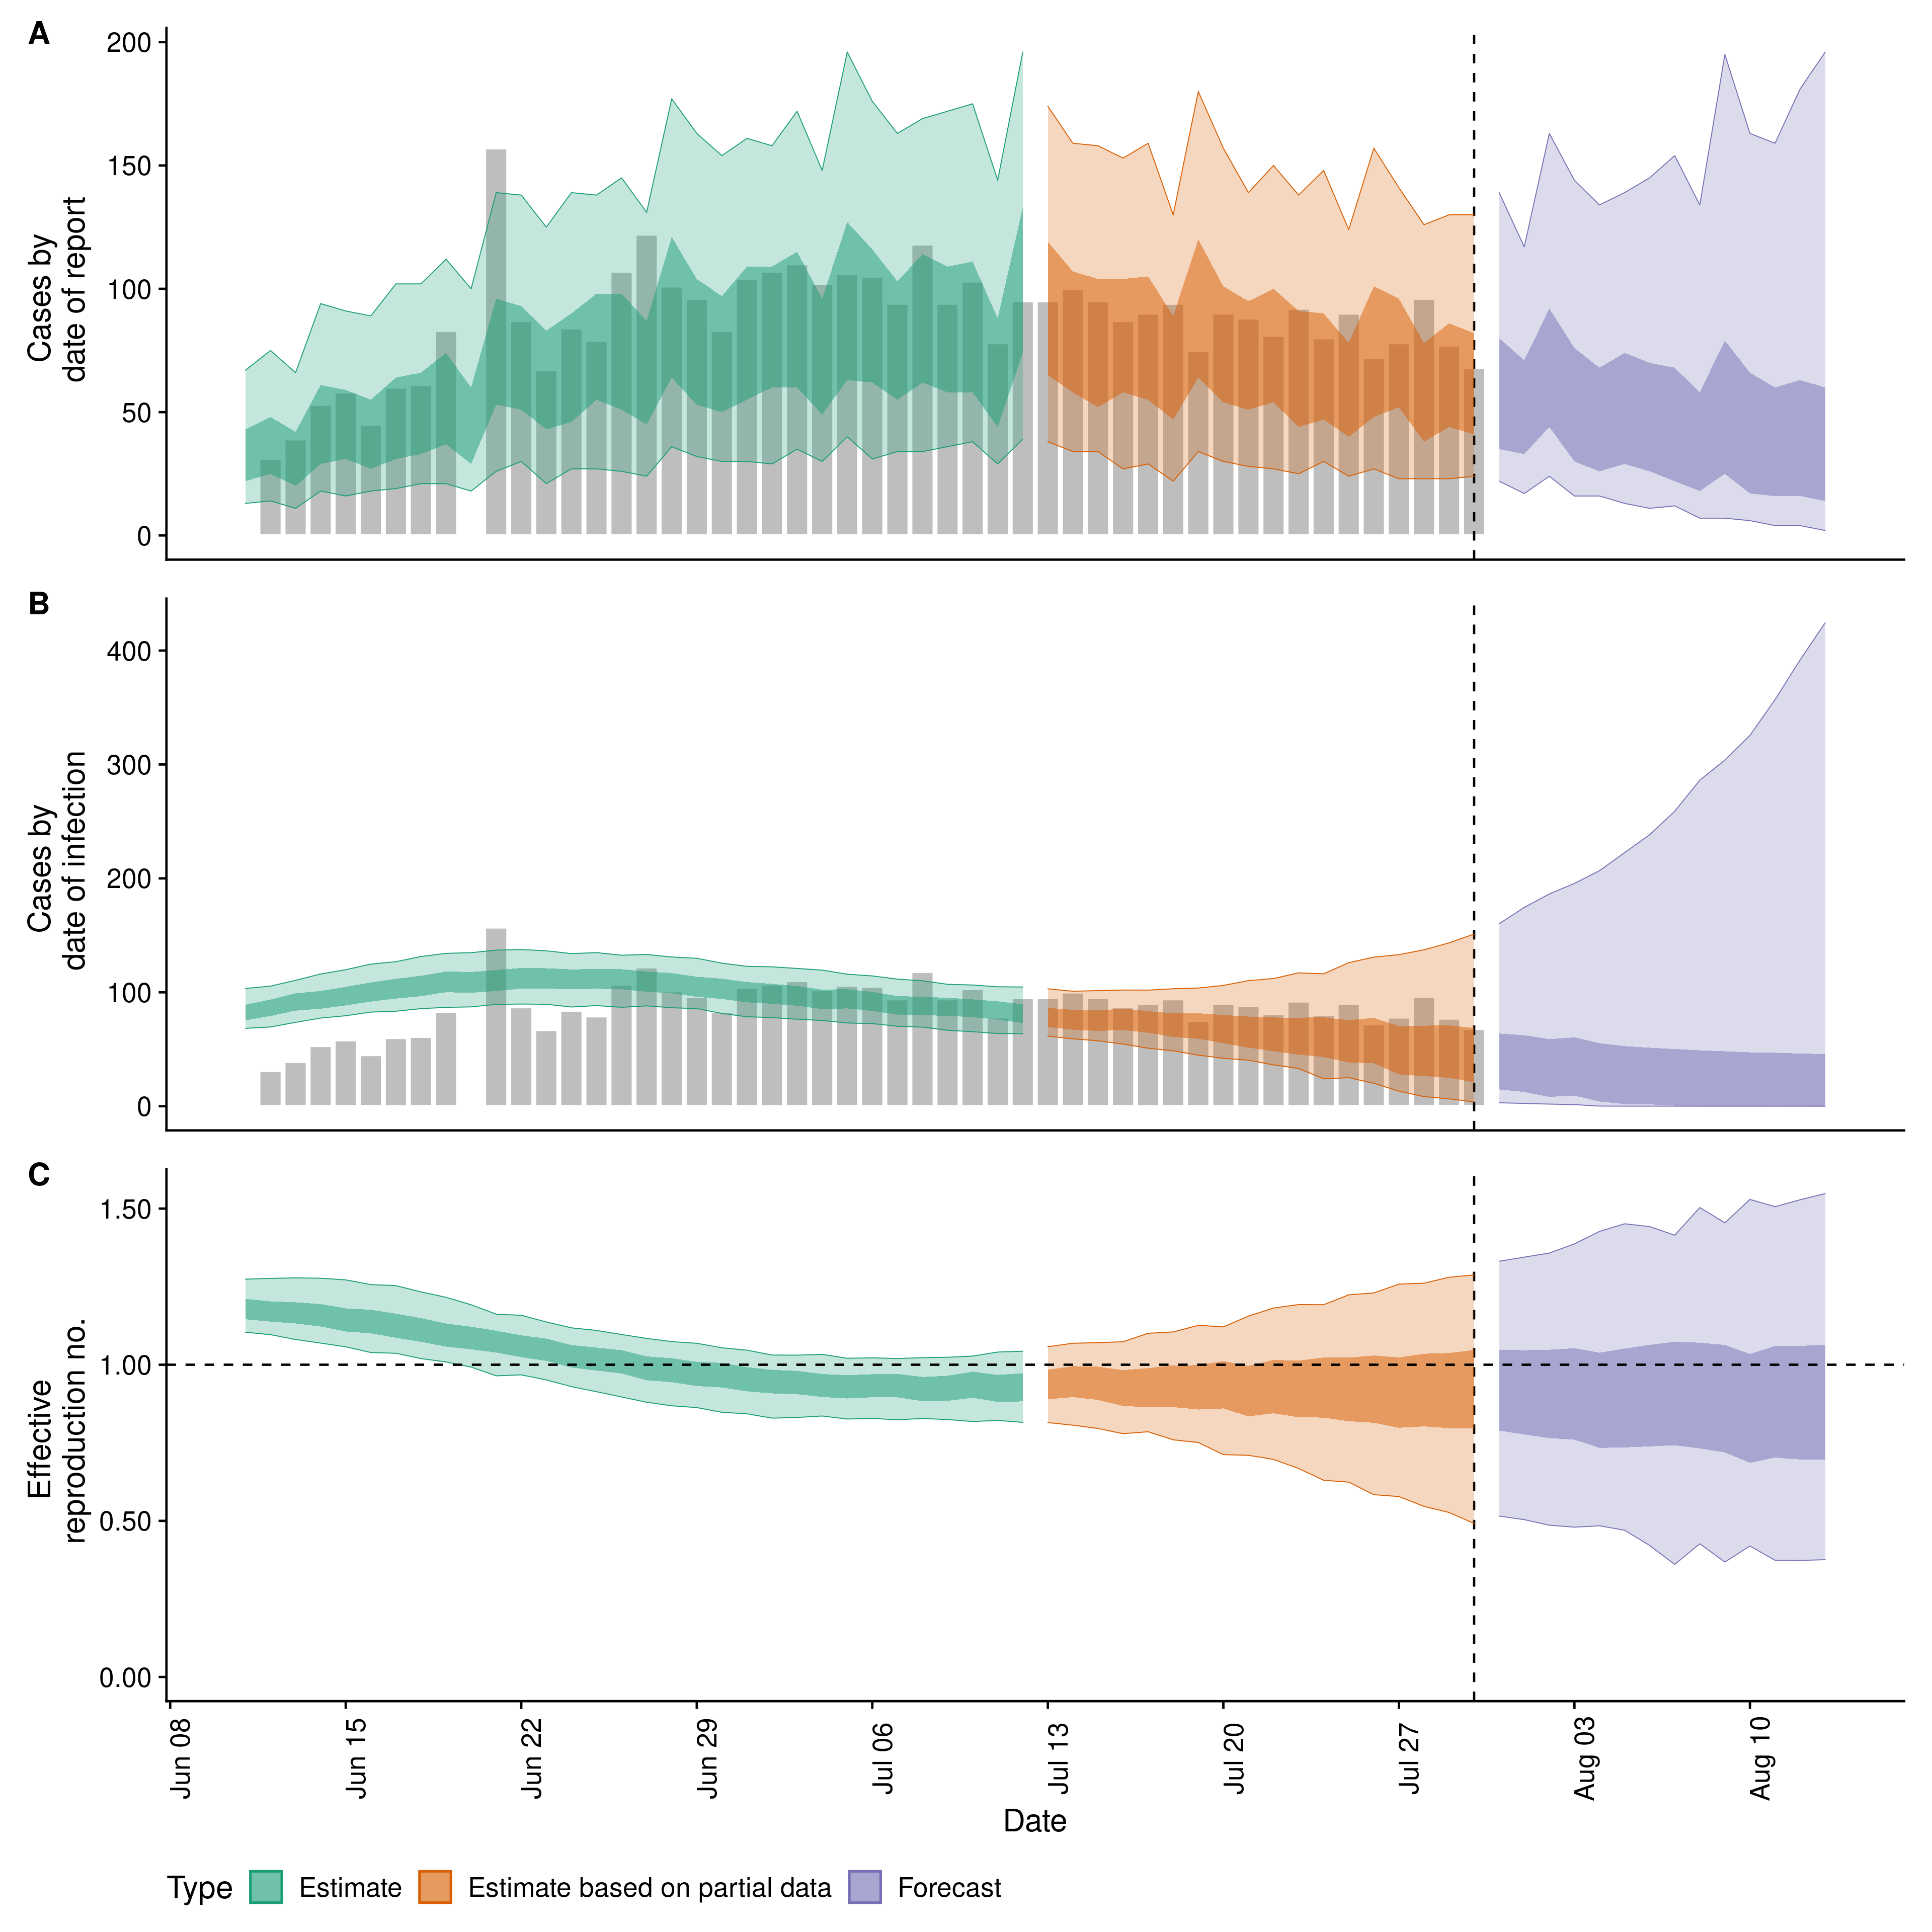 A
200
150
100
50
0
Cases by
date of report
B
400
300
200
100
0
Cases by
date of infection
C
1.50
1.00
0.50
0.00
Effective
reproduction no.
Jun 08
Jun 15
Jun 22
Jun 29
Jul 06
Jul 13
Jul 20
Jul 27
Aug 03
Aug 10
Date
Type Estimate Estimate based on partial data Forecast